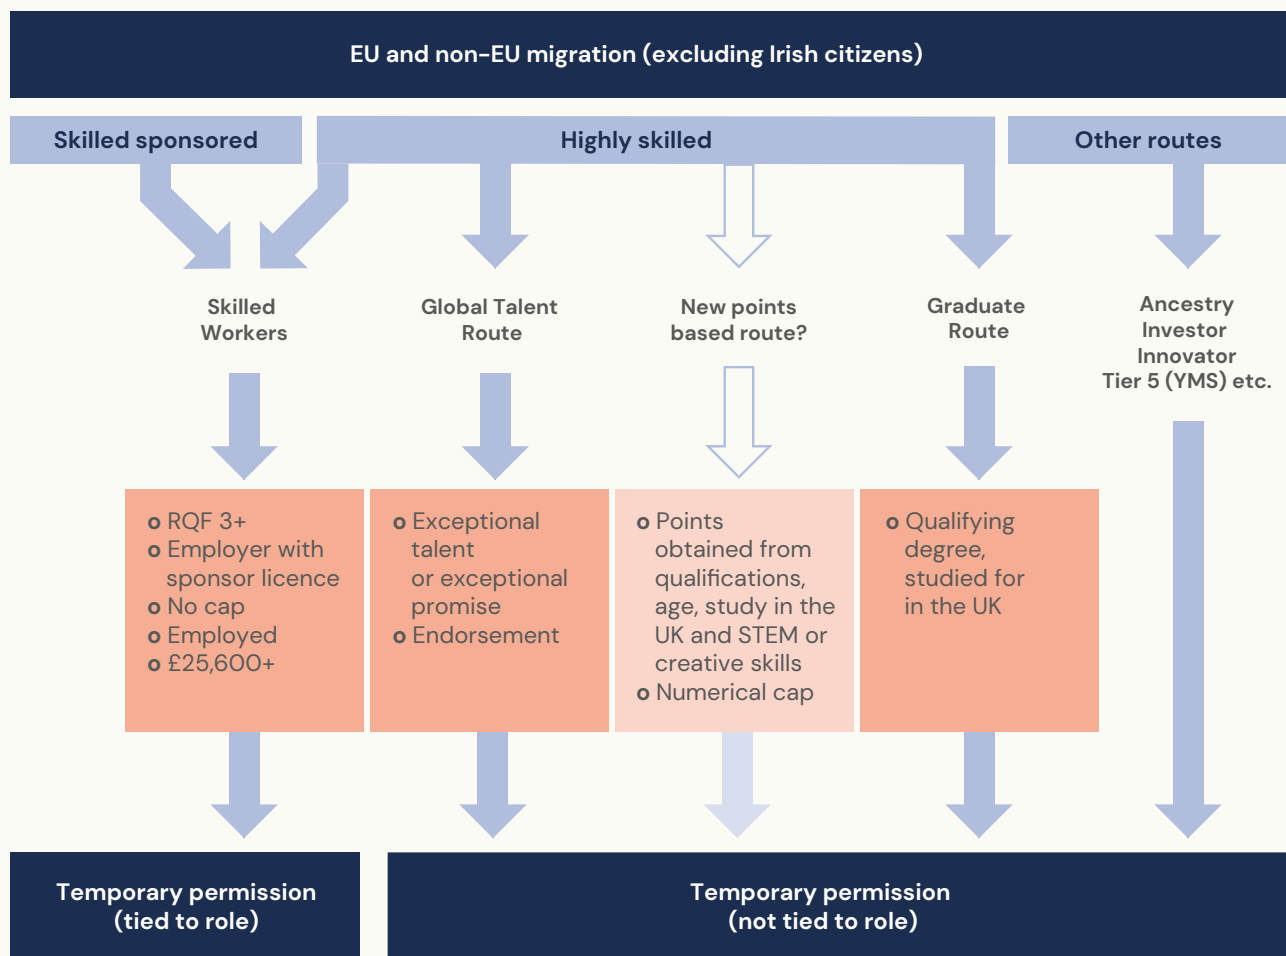 EU and non-EU migration (excluding Irish citizens)
Skilled sponsored
Highly skilled
Other routes
Skilled
Workers
Global Talent
Route
New points
based route?
Graduate
Route
Ancestry
Investor
Innovator
Tier 5 (YMS) etc.
o RQF 3+
o Employer with
sponsor licence
o No cap
o Employed
o £25,600+
o Exceptional
talent
or exceptional
promise
o Endorsement
o Points
obtained from
qualifications,
age, study in the
UK and STEM or
creative skills
o Numerical cap
o Qualifying
degree,
studied for
in the UK
Temporary permission
(tied to role)
Temporary permission
(not tied to role)